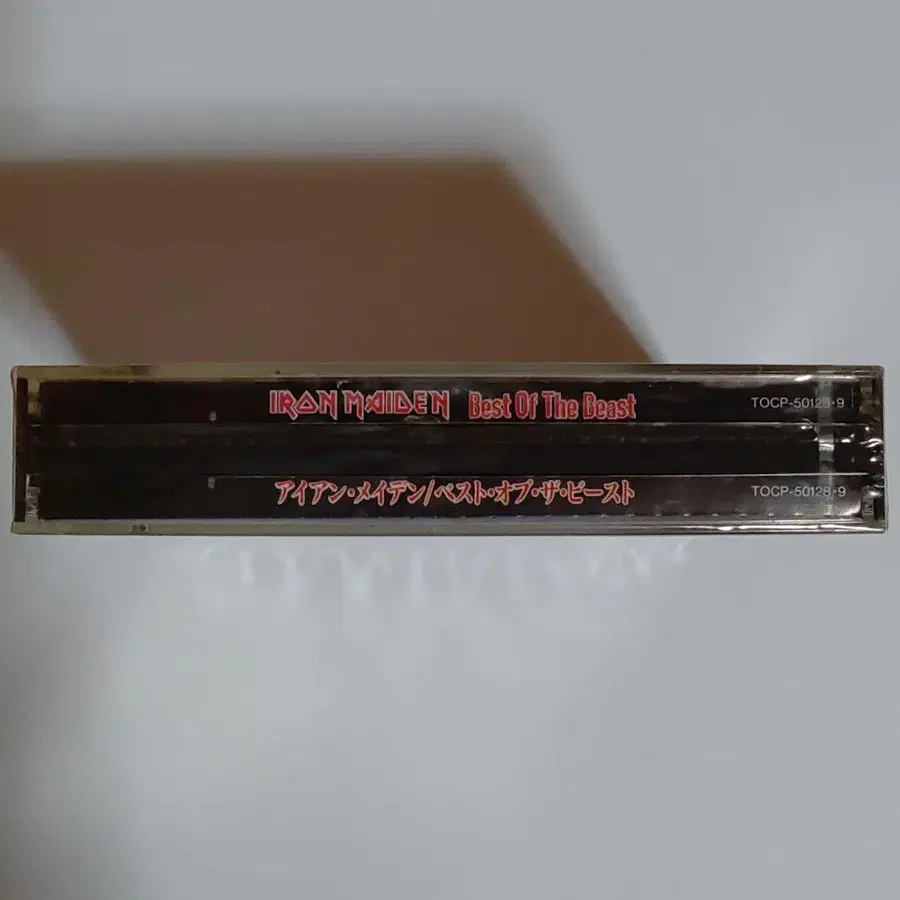 IRON MAIDEN Best Of The Beast TOCP-50128·9
アイアン・メイデン/ベスト・オブ・ザ・ビースト TOCP-50128·9